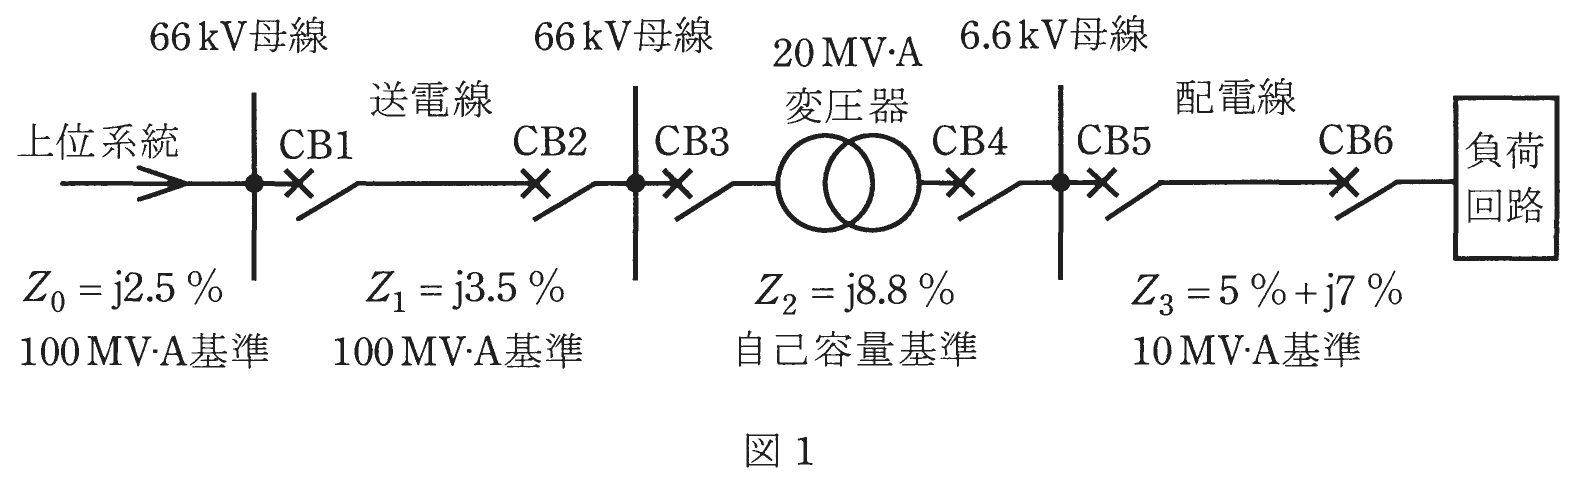 66 kV母線
66 kV母線
20 MV·A
変圧器
6.6 kV母線
送電線
配電線
上位系統
CB1
CB2
CB3
CB4
CB5
CB6
負荷
回路
Z0 = j2.5 %
100 MV·A基準
Z1 = j3.5 %
100 MV·A基準
Z2 = j8.8 %
自己容量基準
Z3 = 5 % + j7 %
10 MV·A基準
図 1